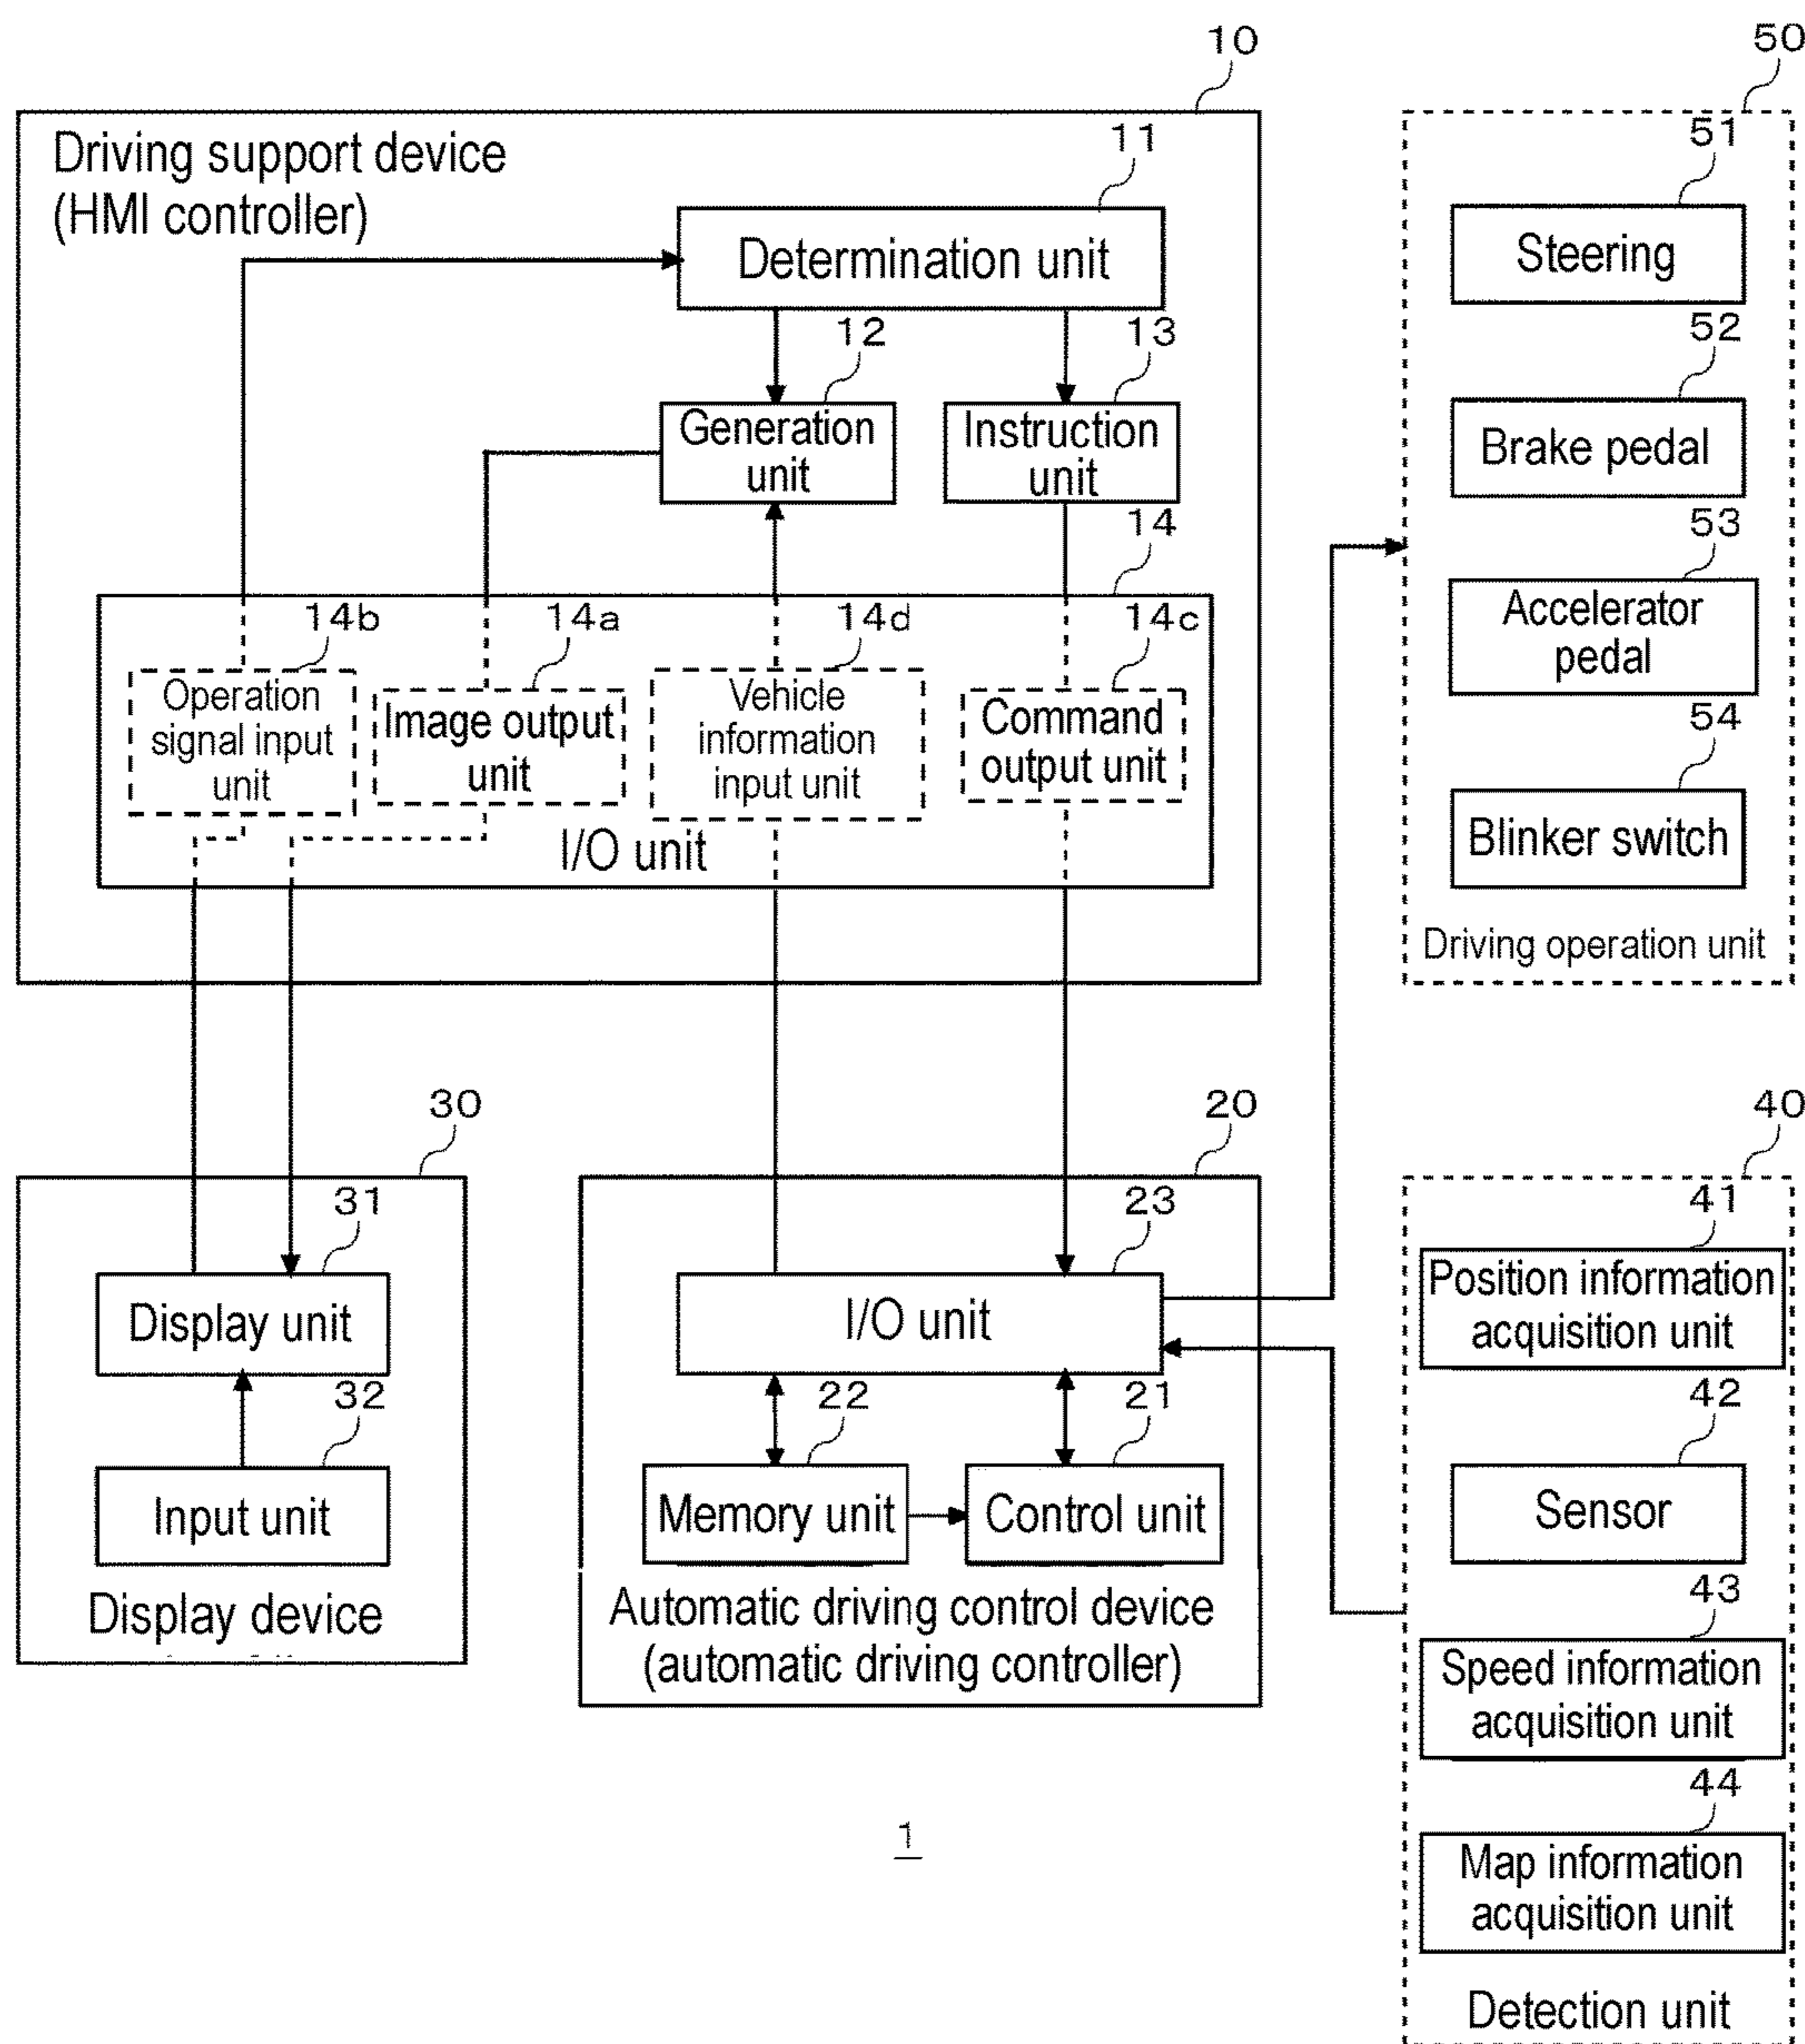 10
50
Driving support device
(HMI controller)
11
Determination unit
12
13
Generation
unit
Instruction
unit
14
14b
14a
14d
14c
Operation
signal input
unit
Image output
unit
Vehicle
information
input unit
Command
output unit
I/O unit
51
Steering
52
Brake pedal
53
Accelerator
pedal
54
Blinker switch
Driving operation unit
30
20
40
31
Display unit
32
Input unit
Display device
23
I/O unit
22
21
Memory unit
Control unit
Automatic driving control device
(automatic driving controller)
41
Position information
acquisition unit
42
Sensor
43
Speed information
acquisition unit
44
Map information
acquisition unit
Detection unit
1